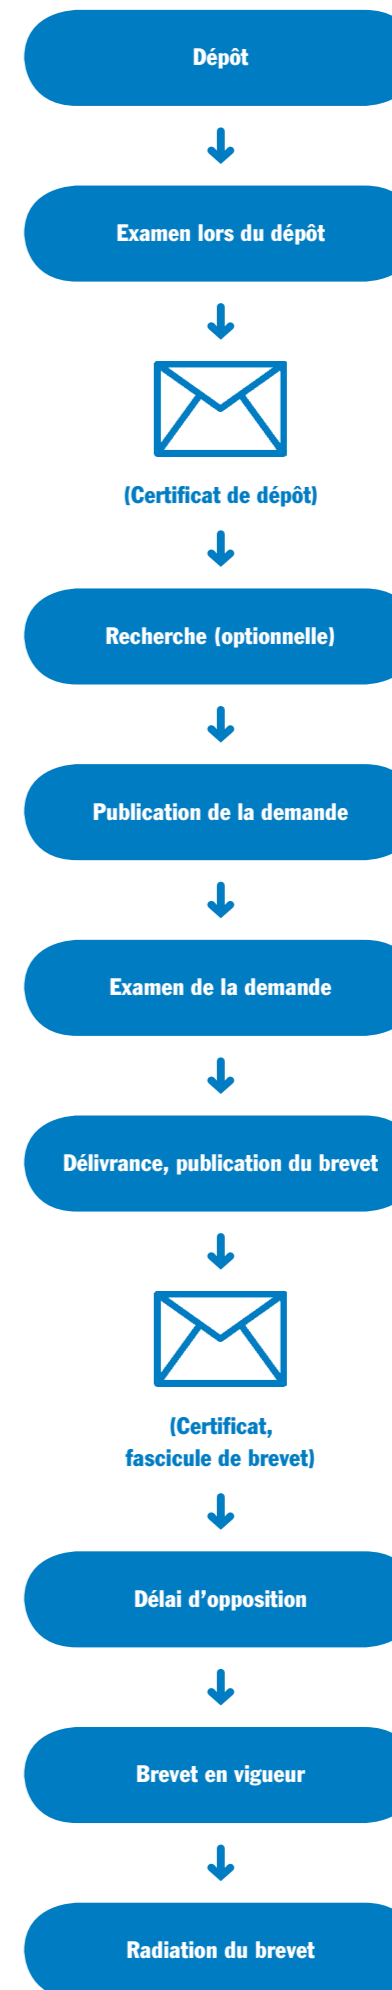 Dépôt
Examen lors du dépôt
(Certificat de dépôt)
Recherche (optionnelle)
Publication de la demande
Examen de la demande
Délivrance, publication du brevet
(Certificat,
fascicule de brevet)
Délai d’opposition
Brevet en vigueur
Radiation du brevet